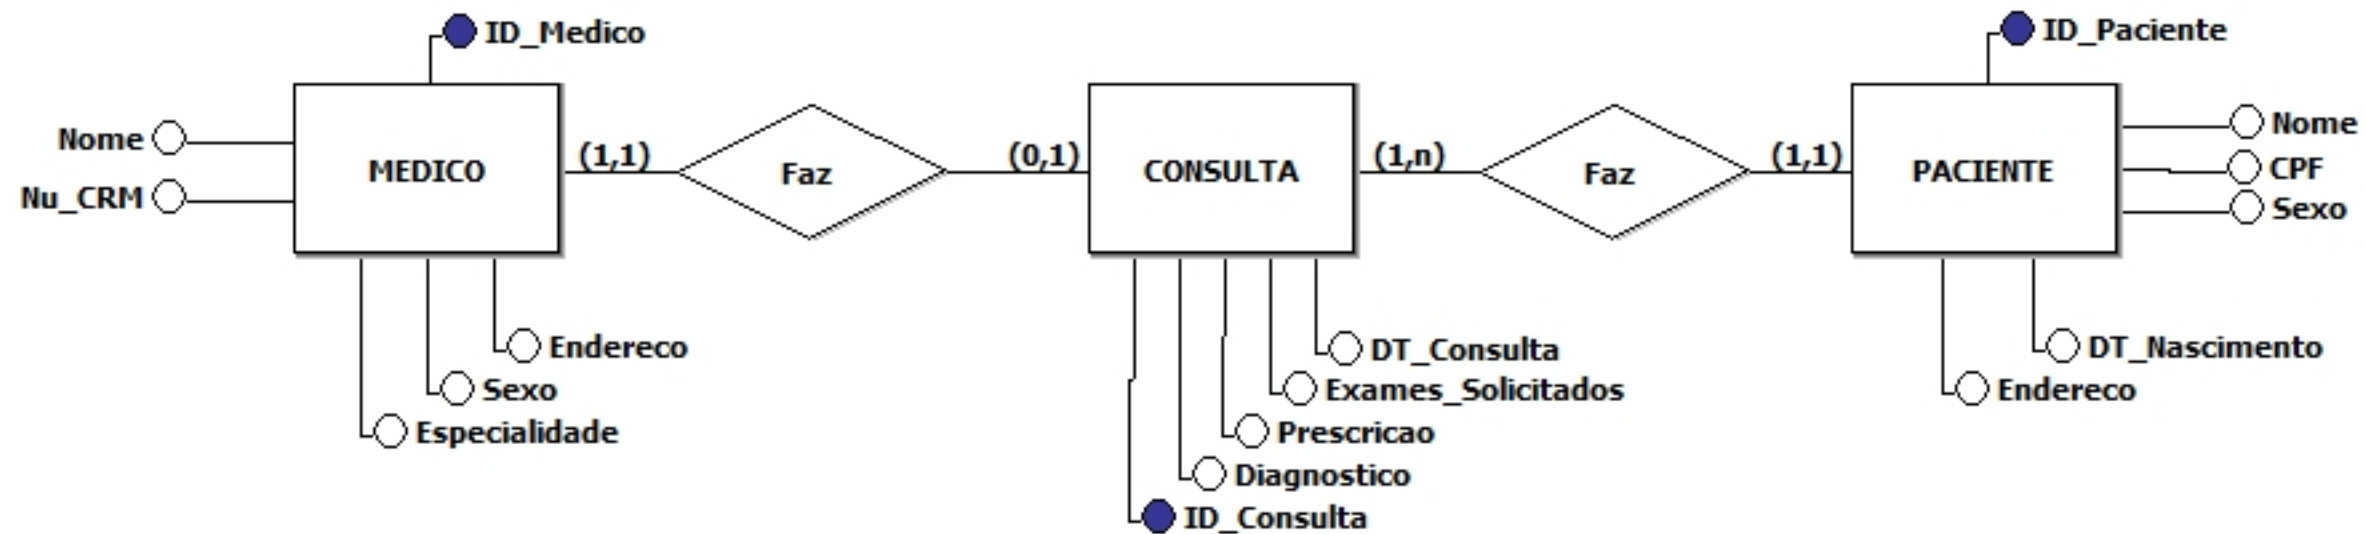 ID_Medico
ID_Paciente
Nome
Nu_CRM
MEDICO
(1,1)
Faz
(0,1)
CONSULTA
(1,n)
Faz
(1,1)
PACIENTE
Nome
CPF
Sexo
Endereco
Sexo
Especialidade
DT_Consulta
Exames_Solicitados
Prescricao
Diagnostico
ID_Consulta
DT_Nascimento
Endereco